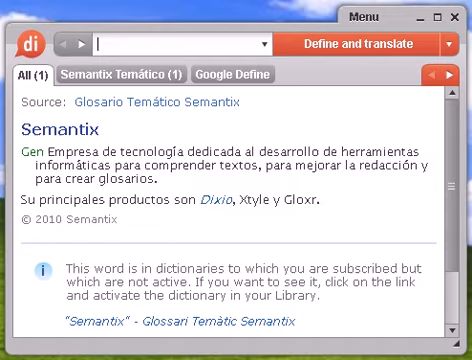 Menu
di
Define and translate
All (1)
Semantix Temático (1)
Google Define
Source: Glosario Temático Semantix
Semantix
Gen Empresa de tecnología dedicada al desarrollo de herramientas
informáticas para comprender textos, para mejorar la redacción y
para crear glosarios.
Su principales productos son Dixio, Xtyle y Gloxr.
© 2010 Semantix
i
This word is in dictionaries to which you are subscribed but
which are not active. If you want to see it, click on the link
and activate the dictionary in your Library.
"Semantix" - Glossari Temàtic Semantix